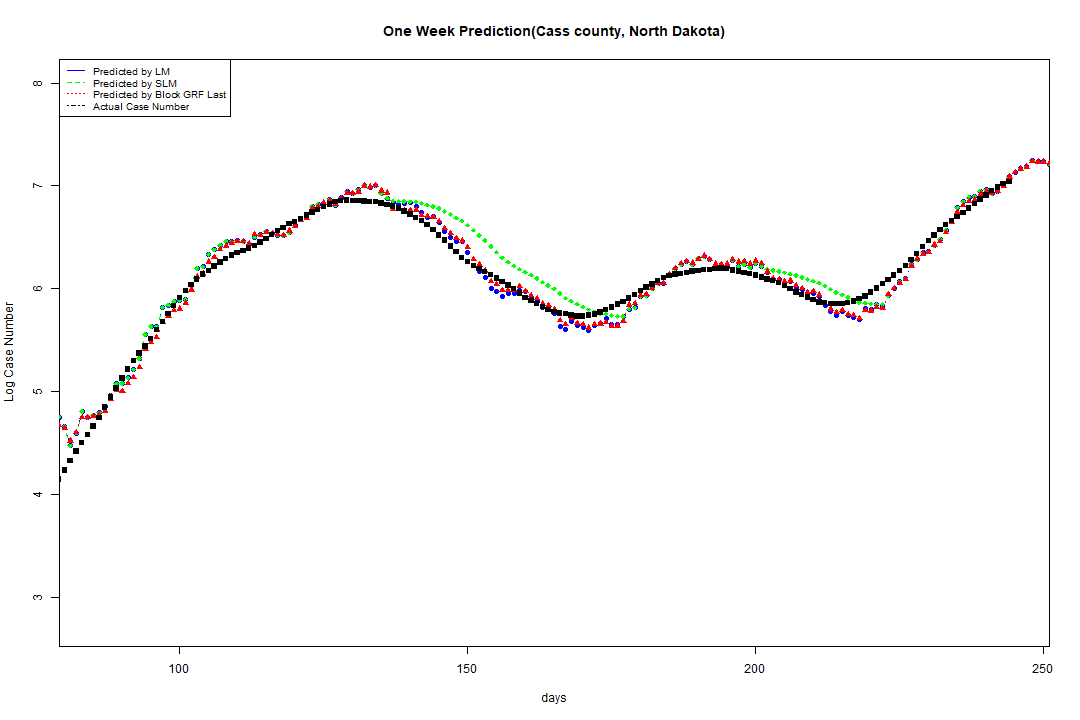 One Week Prediction(Cass county, North Dakota)
Predicted by LM
Predicted by SLM
Predicted by Block GRF Last
Actual Case Number
8
7
6
5
4
3
Log Case Number
100 150 200 250
days